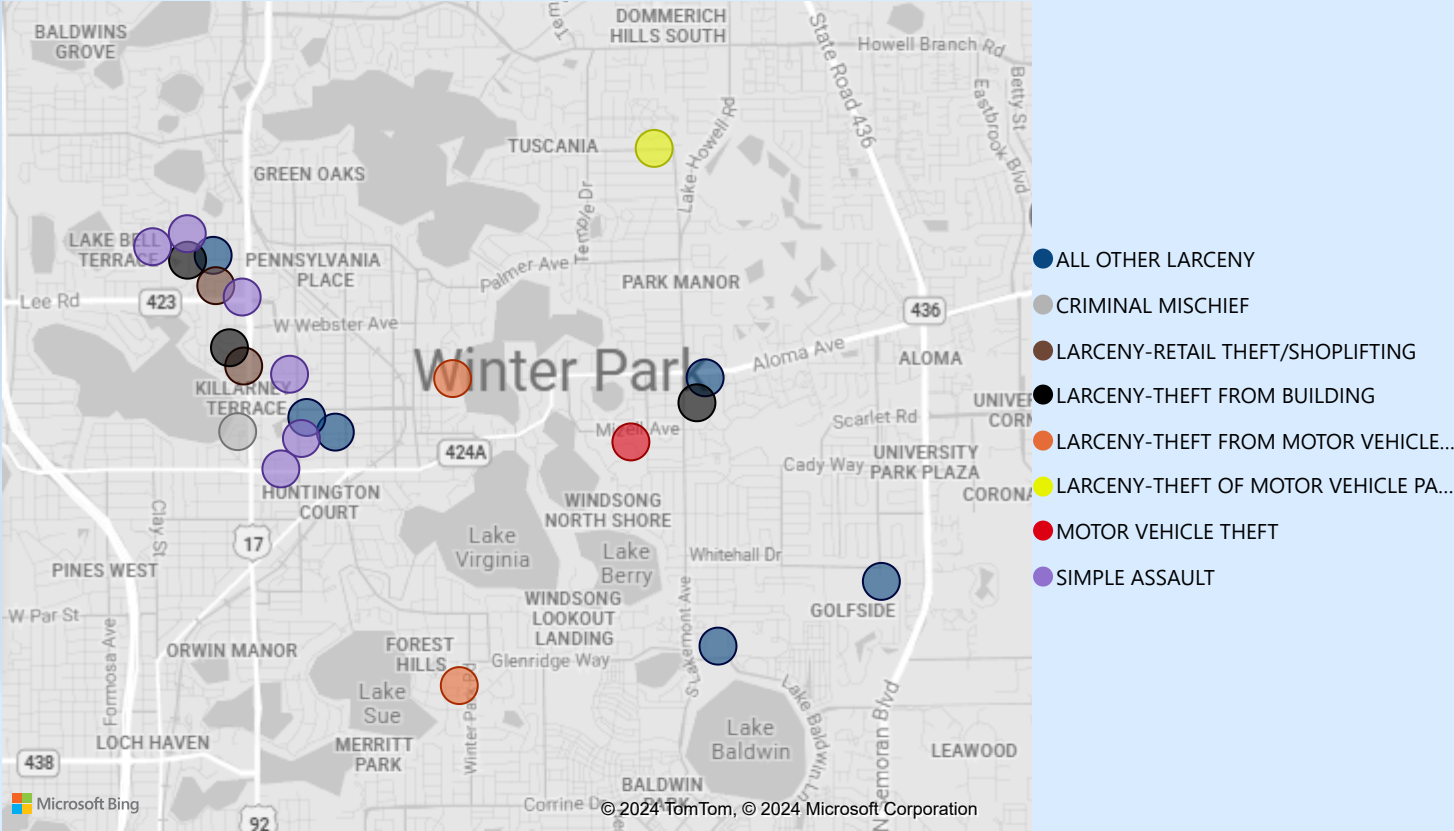 BALDWINS
GROVE
DOMMERICH
HILLS SOUTH
State Road 436
Howell Branch Rd
Betty St
Eastbrook Blvd
TUSCANIA
Lake Howell Rd
GREEN OAKS
Temple Dr
LAKE BELL
TERRACE
PENNSYLVANIA
PLACE
Palmer Ave
PARK MANOR
Lee Rd
423
436
W Webster Ave
Winter Park
Aloma Ave
ALOMA
KILLARNEY
TERRACE
UNIVER
CORN
Scarlet Rd
Mizell Ave
424A
Cady Way
UNIVERSITY
PARK PLAZA
CORONA
HUNTINGTON
COURT
WINDSONG
NORTH SHORE
Clay St
17
Lake
Virginia
Lake
Berry
Whitehall Dr
PINES WEST
W Par St
WINDSONG
LOOKOUT
LANDING
GOLFSIDE
Formosa Ave
ORWIN MANOR
FOREST
HILLS
Glenridge Way
S Lakemont Ave
Lake
Sue
Winter Park Rd
Lake Baldwin Ln
Lake
Baldwin
N Semoran Blvd
LOCH HAVEN
MERRITT
PARK
LEAWOOD
438
BALDWIN
PARK
Corrine Dr
92
Microsoft Bing
© 2024 TomTom, © 2024 Microsoft Corporation
ALL OTHER LARCENY
CRIMINAL MISCHIEF
LARCENY-RETAIL THEFT/SHOPLIFTING
LARCENY-THEFT FROM BUILDING
LARCENY-THEFT FROM MOTOR VEHICLE...
LARCENY-THEFT OF MOTOR VEHICLE PA...
MOTOR VEHICLE THEFT
SIMPLE ASSAULT